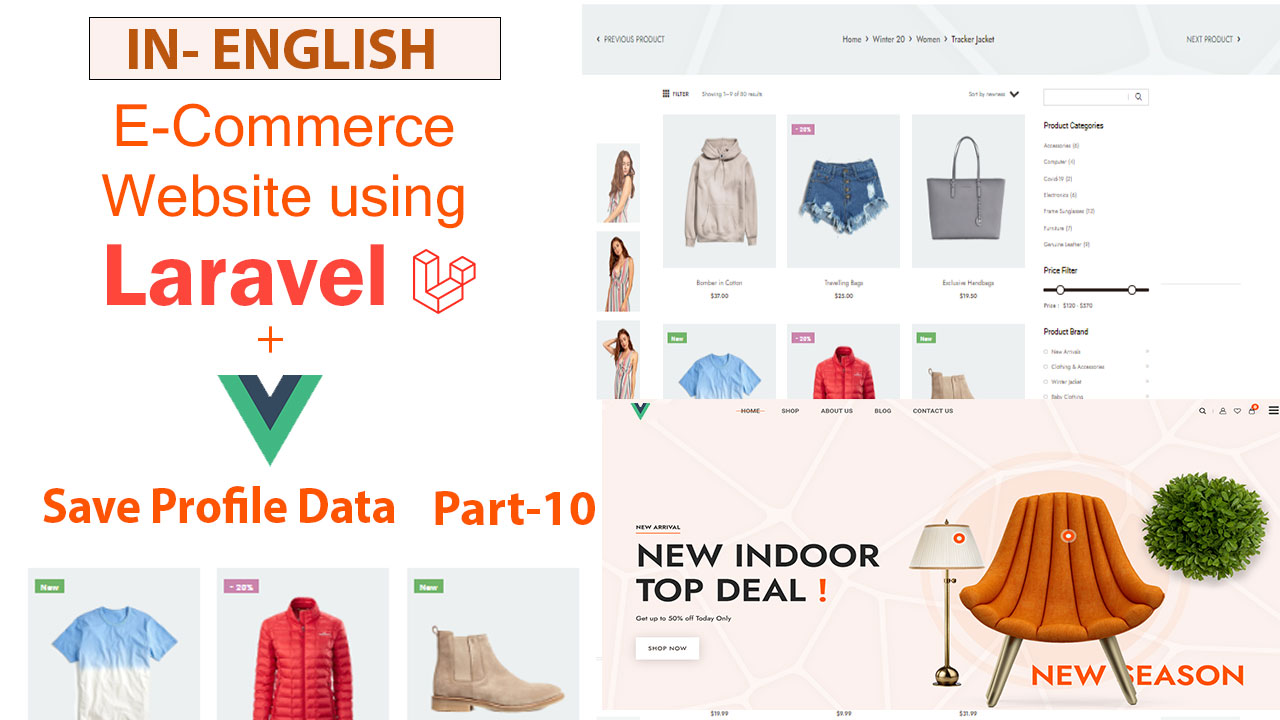 IN- ENGLISH
E-Commerce
Website using
Laravel
+
Save Profile Data
Part-10
New
- 20%
New
‹ PREVIOUS PRODUCT
Home › Winter 20 › Women › Tracker Jacket
NEXT PRODUCT ›
FILTER
Showing 1–9 of 80 results
Sort by newness
- 20%
Bomber in Cotton
$37.00
Travelling Bags
$25.00
Exclusive Handbags
$19.50
New
- 20%
New
Product Categories
Accessories (6)
Computer (4)
Covid-19 (2)
Electronics (6)
Frame Sunglasses (12)
Furniture (7)
Genuine Leather (9)
Price Filter
Price : $120 - $570
Product Brand
New Arrivals
Clothing & Accessories
Winter Jacket
Baby Clothing
HOME
SHOP
ABOUT US
BLOG
CONTACT US
NEW ARRIVAL
NEW INDOOR
TOP DEAL !
Get up to 50% off Today Only
SHOP NOW
NEW SEASON
$19.99
$9.99
$31.99